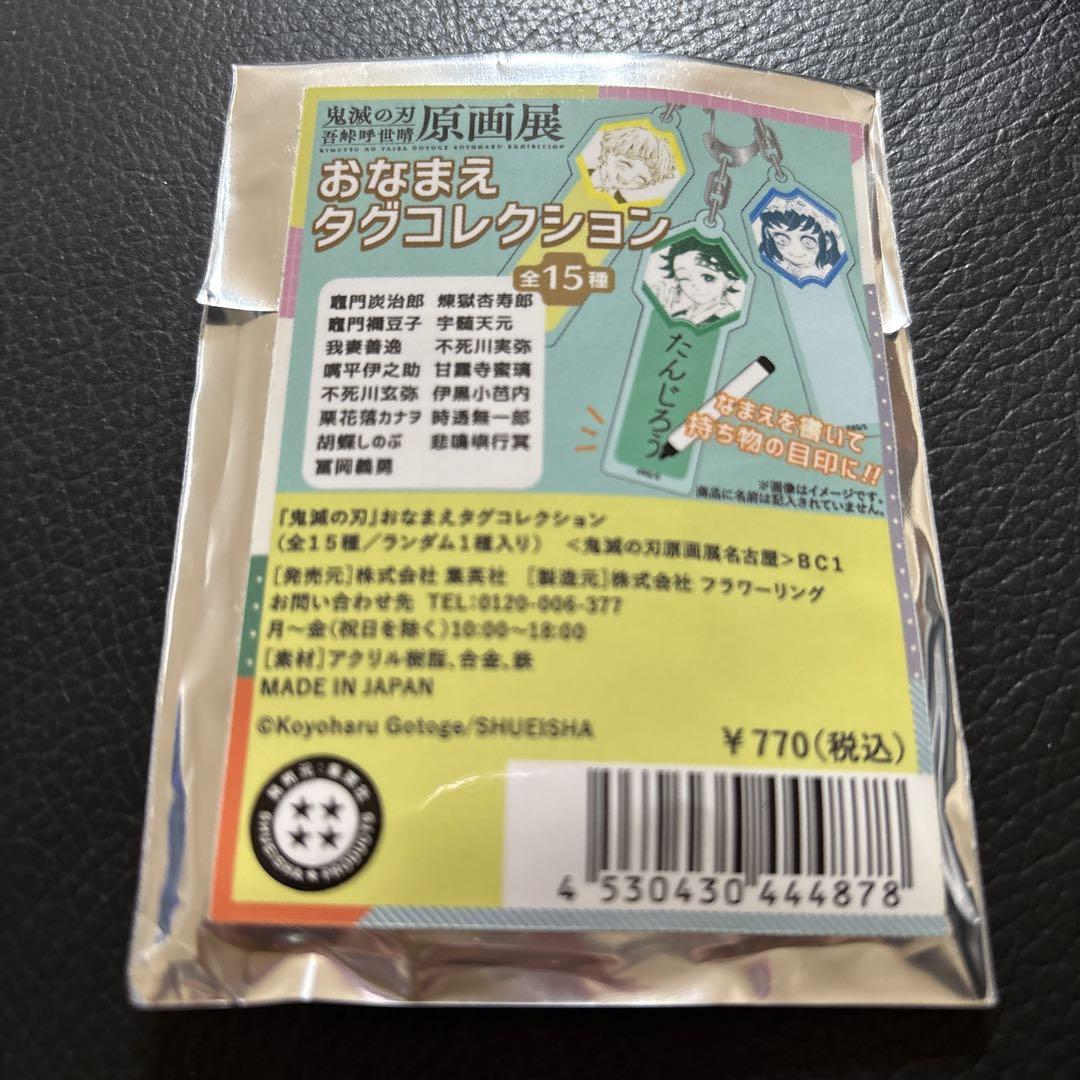 鬼滅の刃
吾峠呼世晴
原画展
KIMETSU NO YAIBA GOTOGE KOYOHARU EXHIBITION
おなまえ
タグコレクション
全15種
竈門炭治郎 煉獄杏寿郎
竈門禰豆子 宇髄天元
我妻善逸 不死川実弥
嘴平伊之助 甘露寺蜜璃
不死川玄弥 伊黒小芭内
栗花落カナヲ 時透無一郎
胡蝶しのぶ 悲鳴嶼行冥
冨岡義勇
たんじろう
なまえを書いて
持ち物の目印に!!
※画像はイメージです。
商品に名前は記入されていません。
『鬼滅の刃』おなまえタグコレクション
(全15種/ランダム1種入り) <鬼滅の刃原画展名古屋>BC1
[発売元]株式会社 集英社 [製造元]株式会社 フラワーリング
お問い合わせ先 TEL:0120-006-377
月~金(祝日を除く)10:00~18:00
[素材]アクリル樹脂、合金、鉄
MADE IN JAPAN
©Koyoharu Gotoge/SHUEISHA
¥770(税込)
SHUEISHA PRODUCTS
4 530430 444878